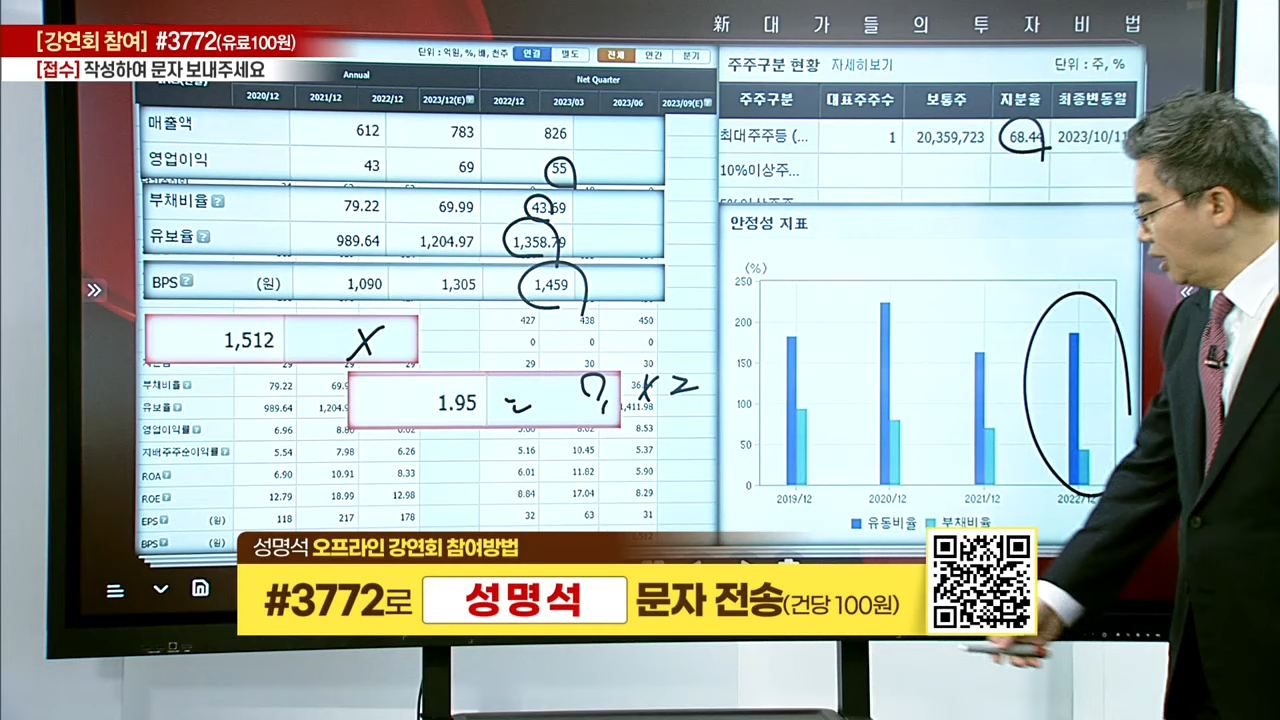 新 대 가 들 의 투 자 비 법
[강연회 참여] #3772(유료100원)
[접수] 작성하여 문자 보내주세요
단위 : 억원, %, 배, 천주 연결 별도 전체 연간 분기
Annual Net Quarter
2020/12 2021/12 2022/12 2023/12(E) 2022/12 2023/03 2023/06 2023/09(E)
매출액 612 783 826
영업이익 43 69 55
부채비율 79.22 69.99 43.69
유보율 989.64 1,204.97 1,358.79
BPS (원) 1,090 1,305 1,459
427 438 450
0 0 0
29 30 30
1,512 X
1.95 X 2
부채비율 79.22
유보율 989.64 1,411.98
영업이익률 6.96 8.53
지배주주순이익률 5.54 7.98 6.26 5.16 10.45 5.37
ROA 6.90 10.91 8.33 6.01 11.82 5.90
ROE 12.79 18.99 12.98 8.84 17.04 8.29
EPS (원) 118 217 178 32 63 31
BPS (원)
주주구분 현황 자세히보기 단위 : 주, %
주주구분 대표주주수 보통주 지분율 최종변동일
최대주주등 (... 1 20,359,723 68.44 2023/10/11
10%이상주...
안정성 지표
(%)
250
200
150
100
50
0
2019/12 2020/12 2021/12 2022/12
유동비율 부채비율
성명석 오프라인 강연회 참여방법
#3772로 성명석 문자 전송(건당 100원)